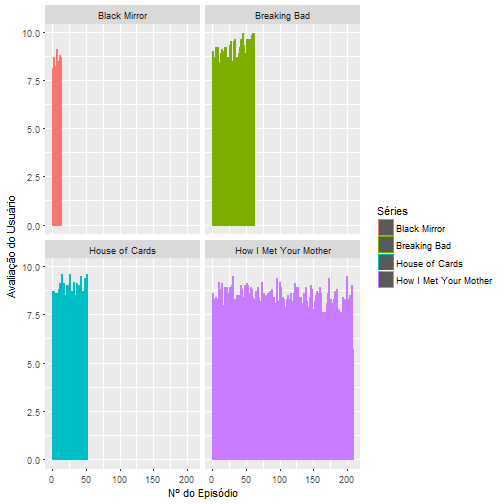 Black Mirror
Breaking Bad
10.0
7.5
5.0
2.5
0.0
House of Cards
How I Met Your Mother
10.0
7.5
5.0
2.5
0.0
0 50 100 150 200
0 50 100 150 200
Nº do Episódio
Avaliação do Usuário
Séries
Black Mirror
Breaking Bad
House of Cards
How I Met Your Mother